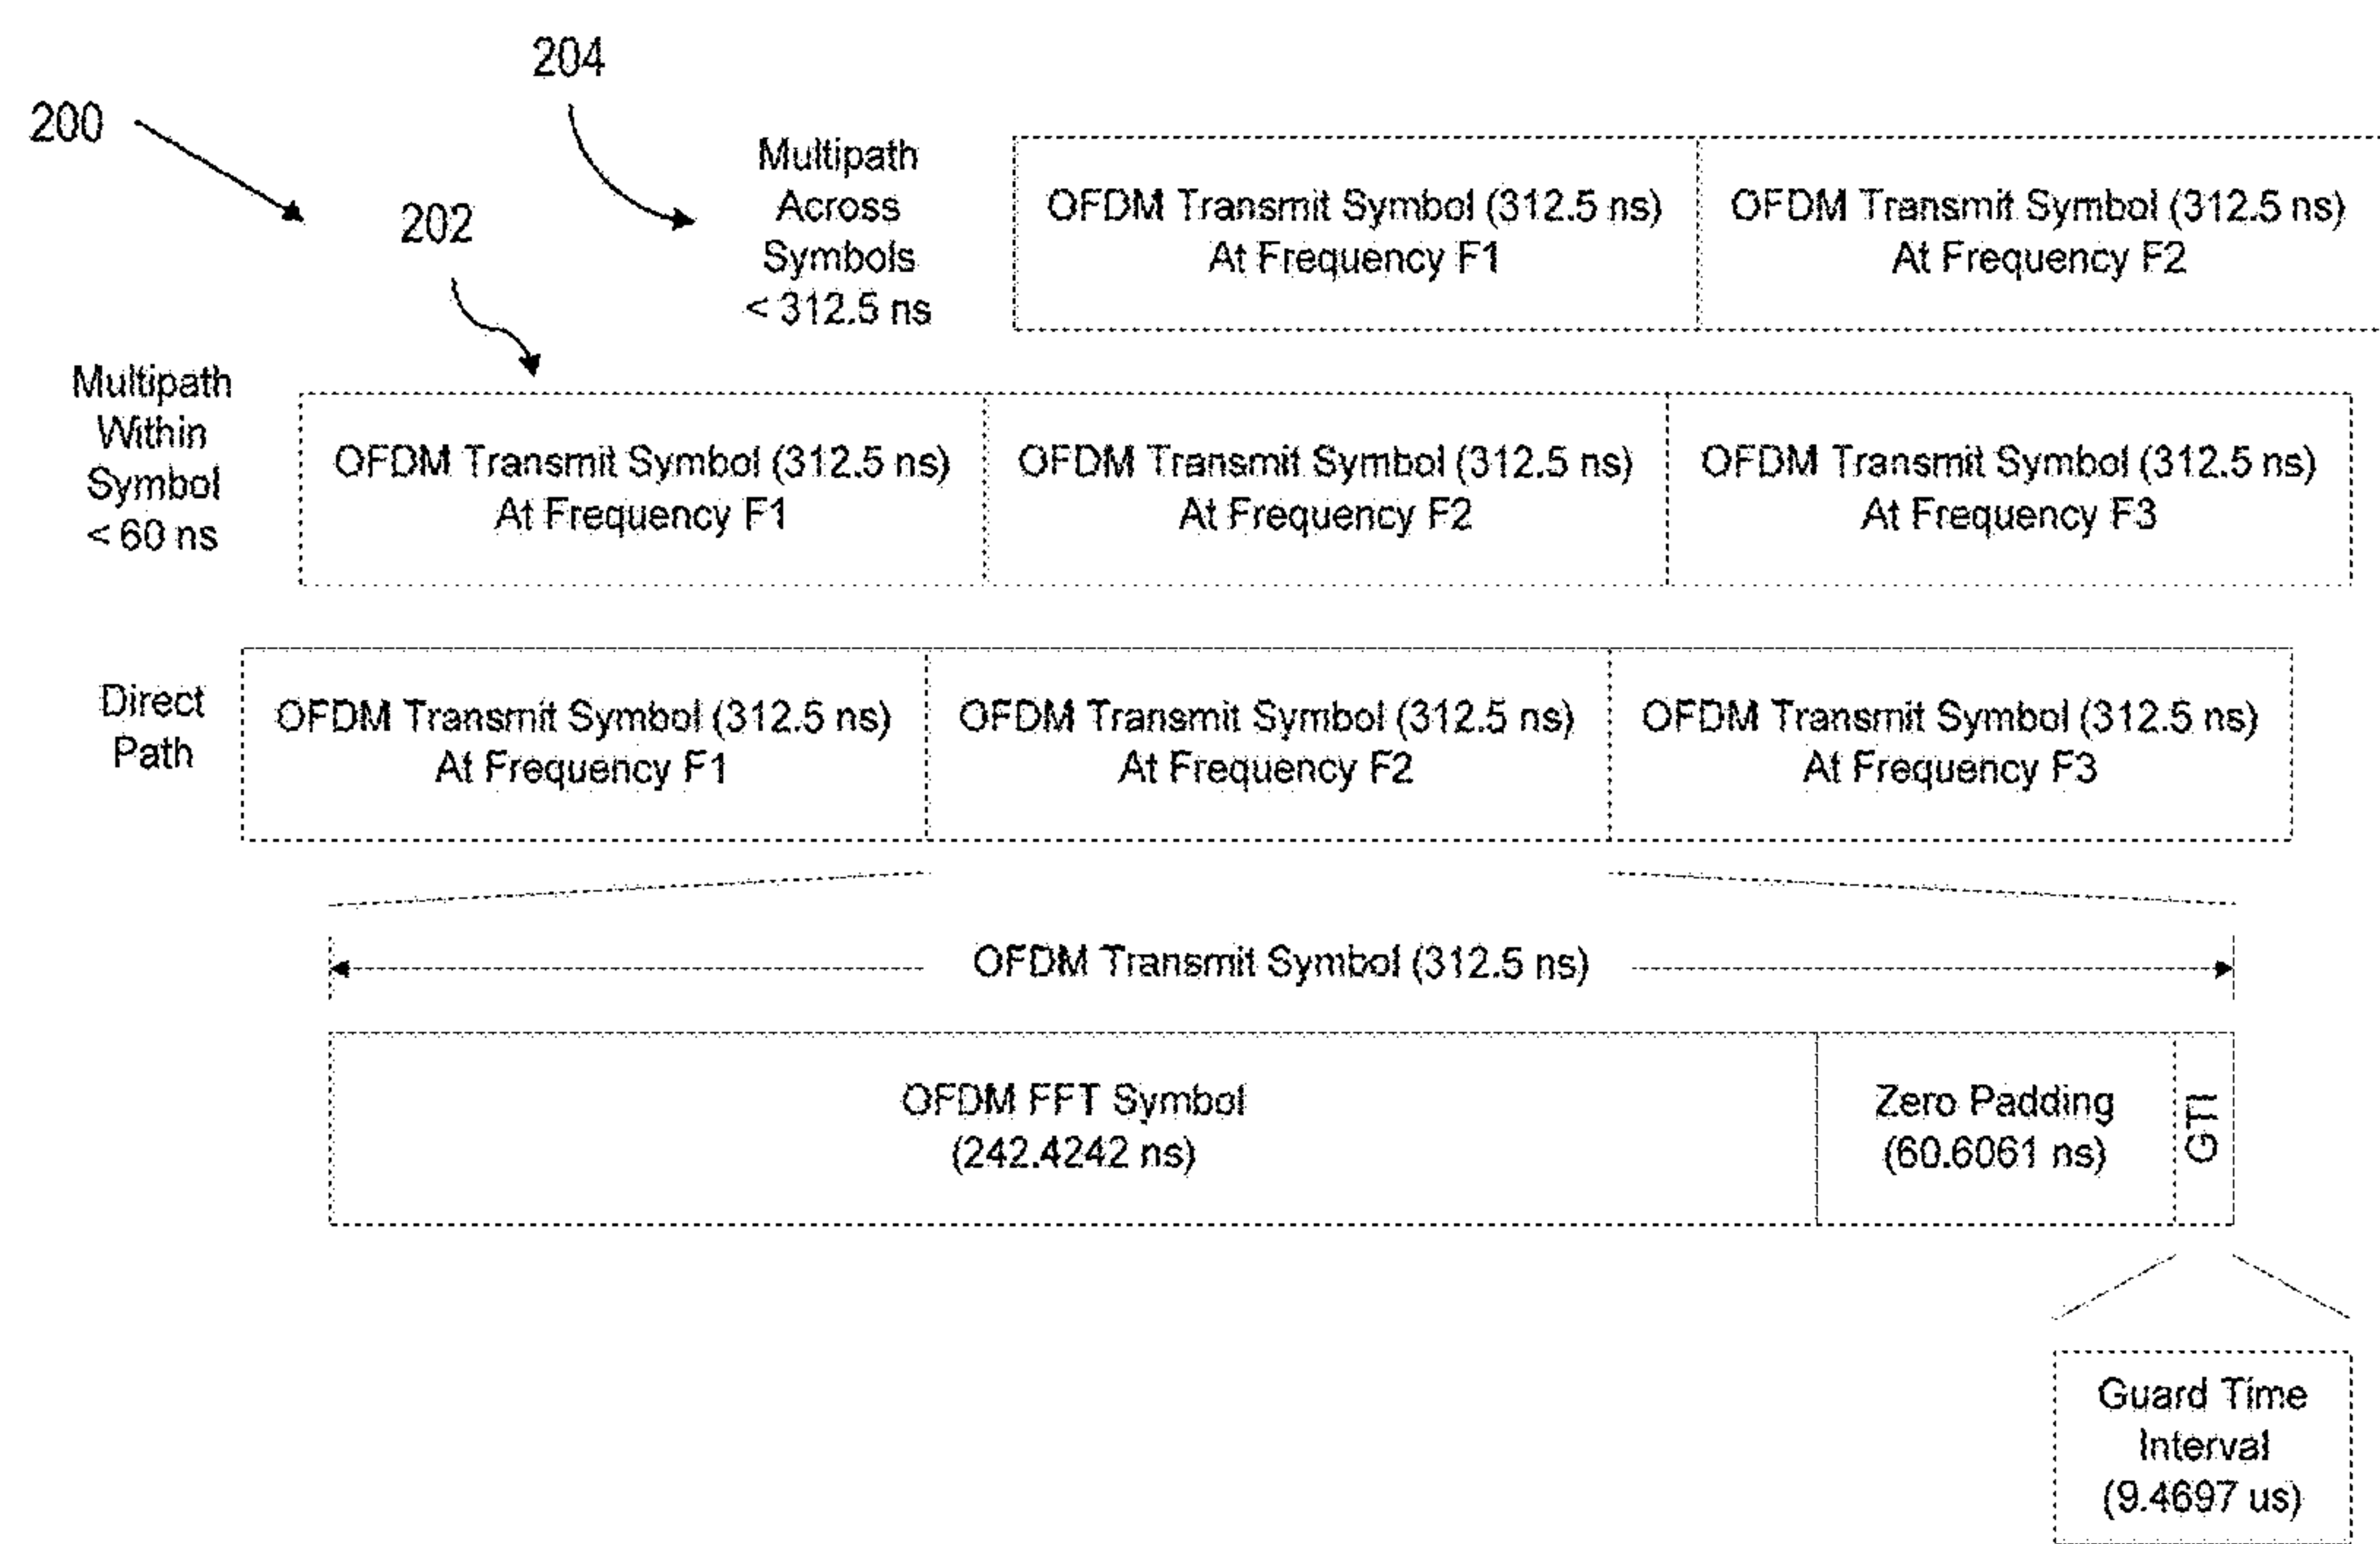 204
200
Multipath
Across
Symbols
< 312.5 ns
OFDM Transmit Symbol (312.5 ns)
At Frequency F1
OFDM Transmit Symbol (312.5 ns)
At Frequency F2
202
Multipath
Within
Symbol
< 60 ns
OFDM Transmit Symbol (312.5 ns)
At Frequency F1
OFDM Transmit Symbol (312.5 ns)
At Frequency F2
OFDM Transmit Symbol (312.5 ns)
At Frequency F3
Direct
Path
OFDM Transmit Symbol (312.5 ns)
At Frequency F1
OFDM Transmit Symbol (312.5 ns)
At Frequency F2
OFDM Transmit Symbol (312.5 ns)
At Frequency F3
OFDM Transmit Symbol (312.5 ns)
OFDM FFT Symbol
(242.4242 ns)
Zero Padding
(60.6061 ns)
GTI
Guard Time
Interval
(9.4697 us)